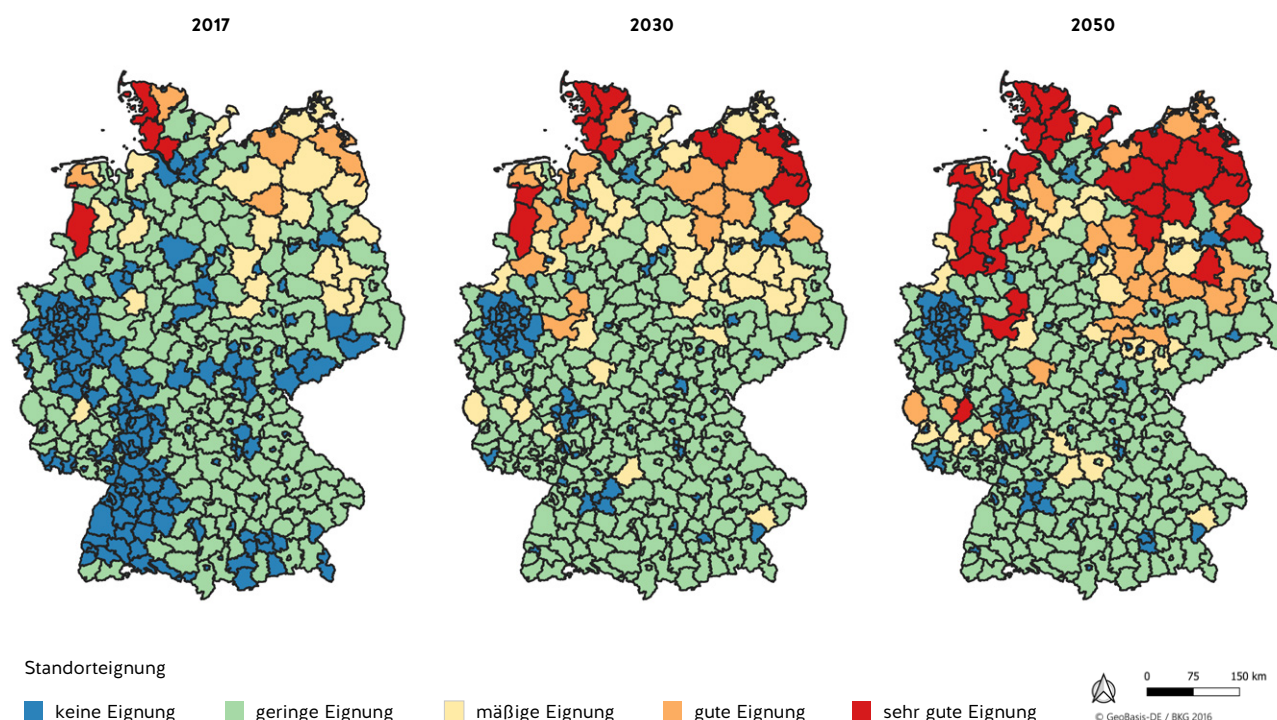 2017
2030
2050
Standorteignung
keine Eignung
geringe Eignung
mäßige Eignung
gute Eignung
sehr gute Eignung
0 75 150 km
© GeoBasis-DE / BKG 2016